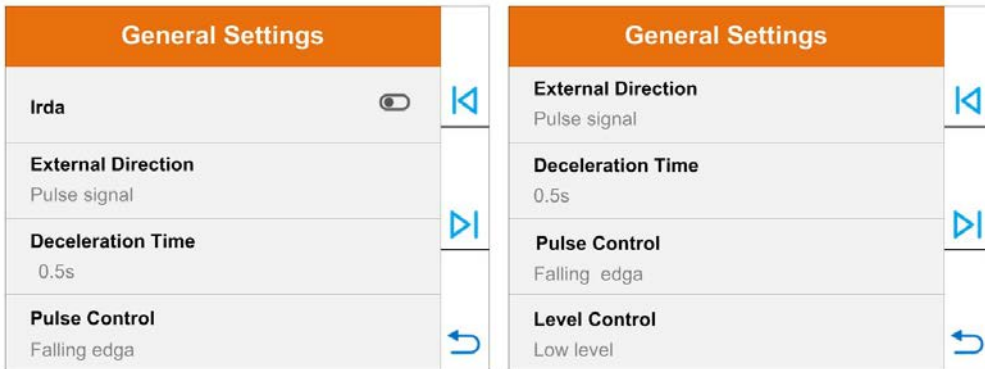 General Settings
Irda
External Direction
Pulse signal
Deceleration Time
0.5s
Pulse Control
Falling edga
General Settings
External Direction
Pulse signal
Deceleration Time
0.5s
Pulse Control
Falling edga
Level Control
Low level